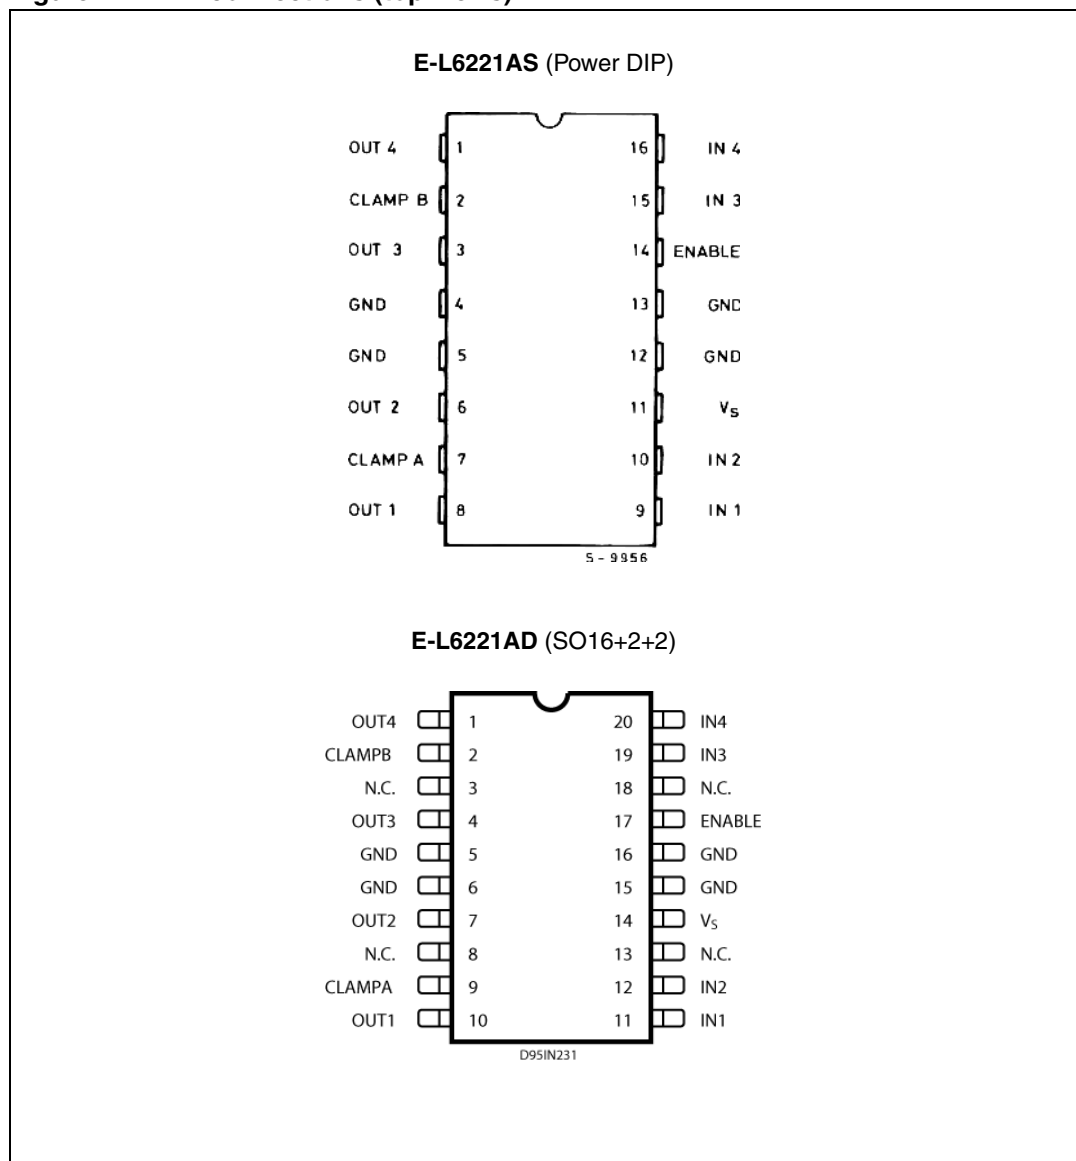 E-L6221AS (Power DIP)
OUT 4 1 16 IN 4
CLAMP B 2 15 IN 3
OUT 3 3 14 ENABLE
GND 4 13 GND
GND 5 12 GND
OUT 2 6 11 Vs
CLAMP A 7 10 IN 2
OUT 1 8 9 IN 1
S-9956
E-L6221AD (SO16+2+2)
OUT4 1 20 IN4
CLAMPB 2 19 IN3
N.C. 3 18 N.C.
OUT3 4 17 ENABLE
GND 5 16 GND
GND 6 15 GND
OUT2 7 14 Vs
N.C. 8 13 N.C.
CLAMPA 9 12 IN2
OUT1 10 11 IN1
D95IN231